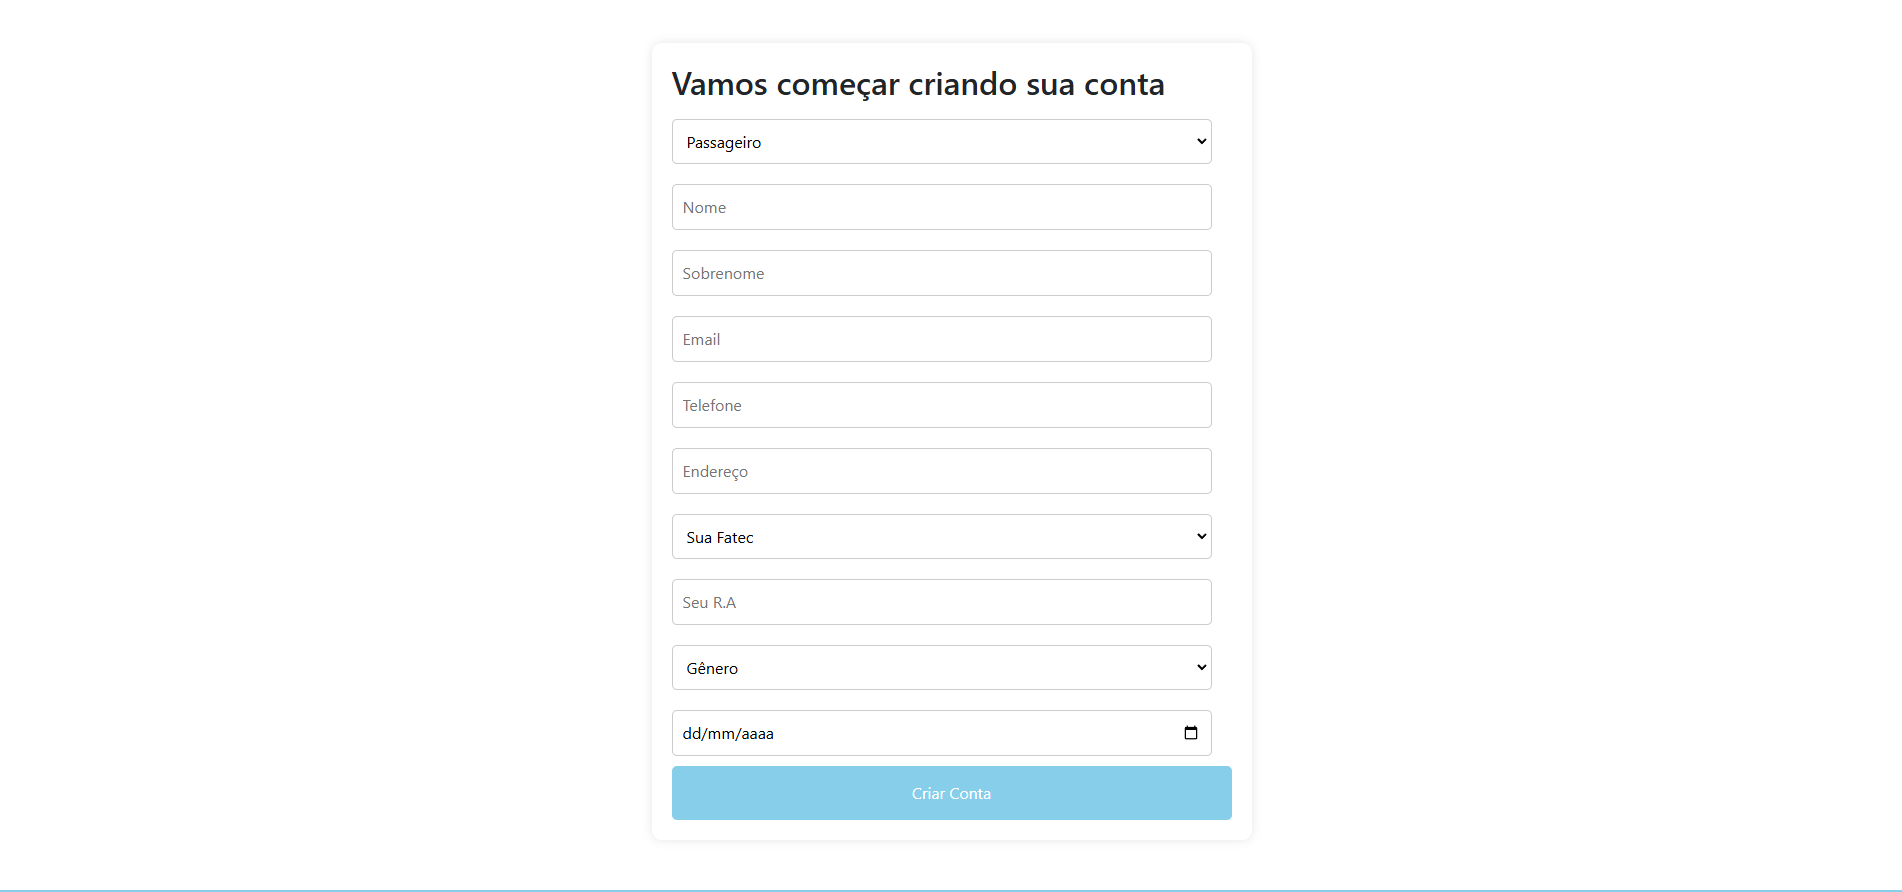 Vamos começar criando sua conta
Passageiro
Nome
Sobrenome
Email
Telefone
Endereço
Sua Fatec
Seu R.A
Gênero
dd/mm/aaaa
Criar Conta